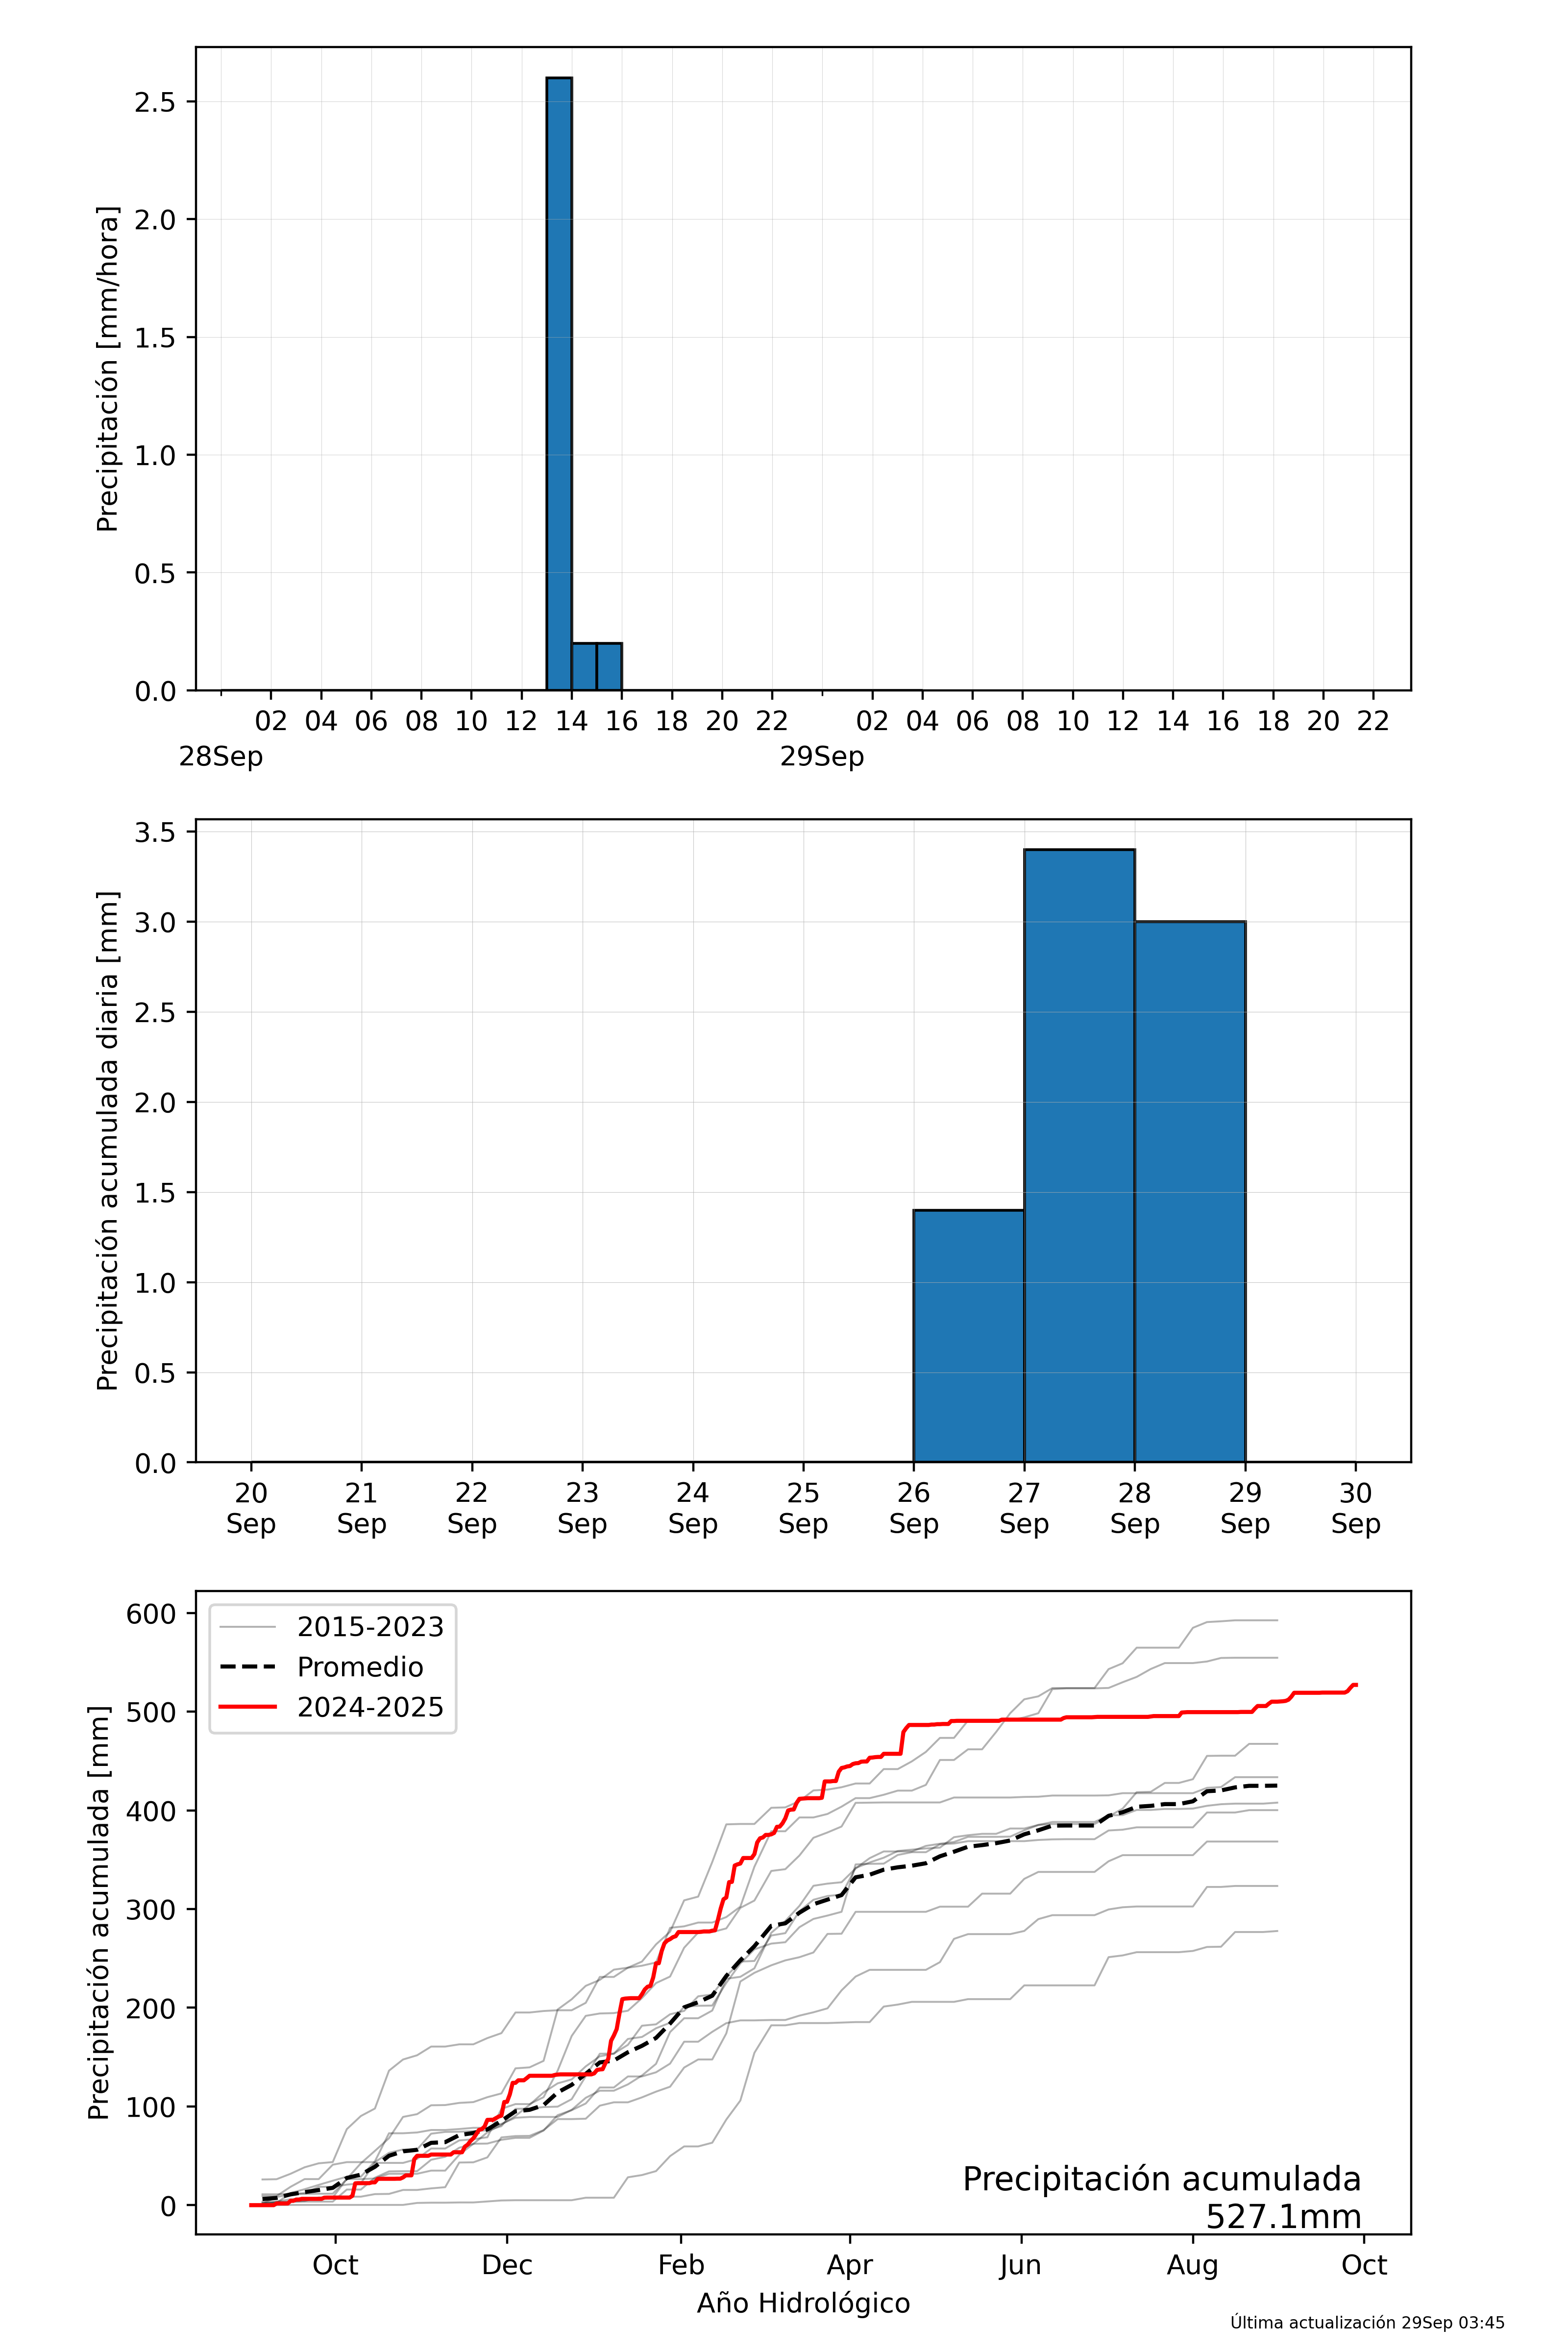 2.5
2.0
1.5
1.0
0.5
0.0
Precipitación [mm/hora]
02 04 06 08 10 12 14 16 18 20 22 02 04 06 08 10 12 14 16 18 20 22
28Sep 29Sep
3.5
3.0
2.5
2.0
1.5
1.0
0.5
0.0
Precipitación acumulada diaria [mm]
20 21 22 23 24 25 26 27 28 29 30
Sep Sep Sep Sep Sep Sep Sep Sep Sep Sep Sep
600
500
400
300
200
100
0
Precipitación acumulada [mm]
2015-2023
Promedio
2024-2025
Precipitación acumulada
527.1mm
Oct Dec Feb Apr Jun Aug Oct
Año Hidrológico
Última actualización 29Sep 03:45